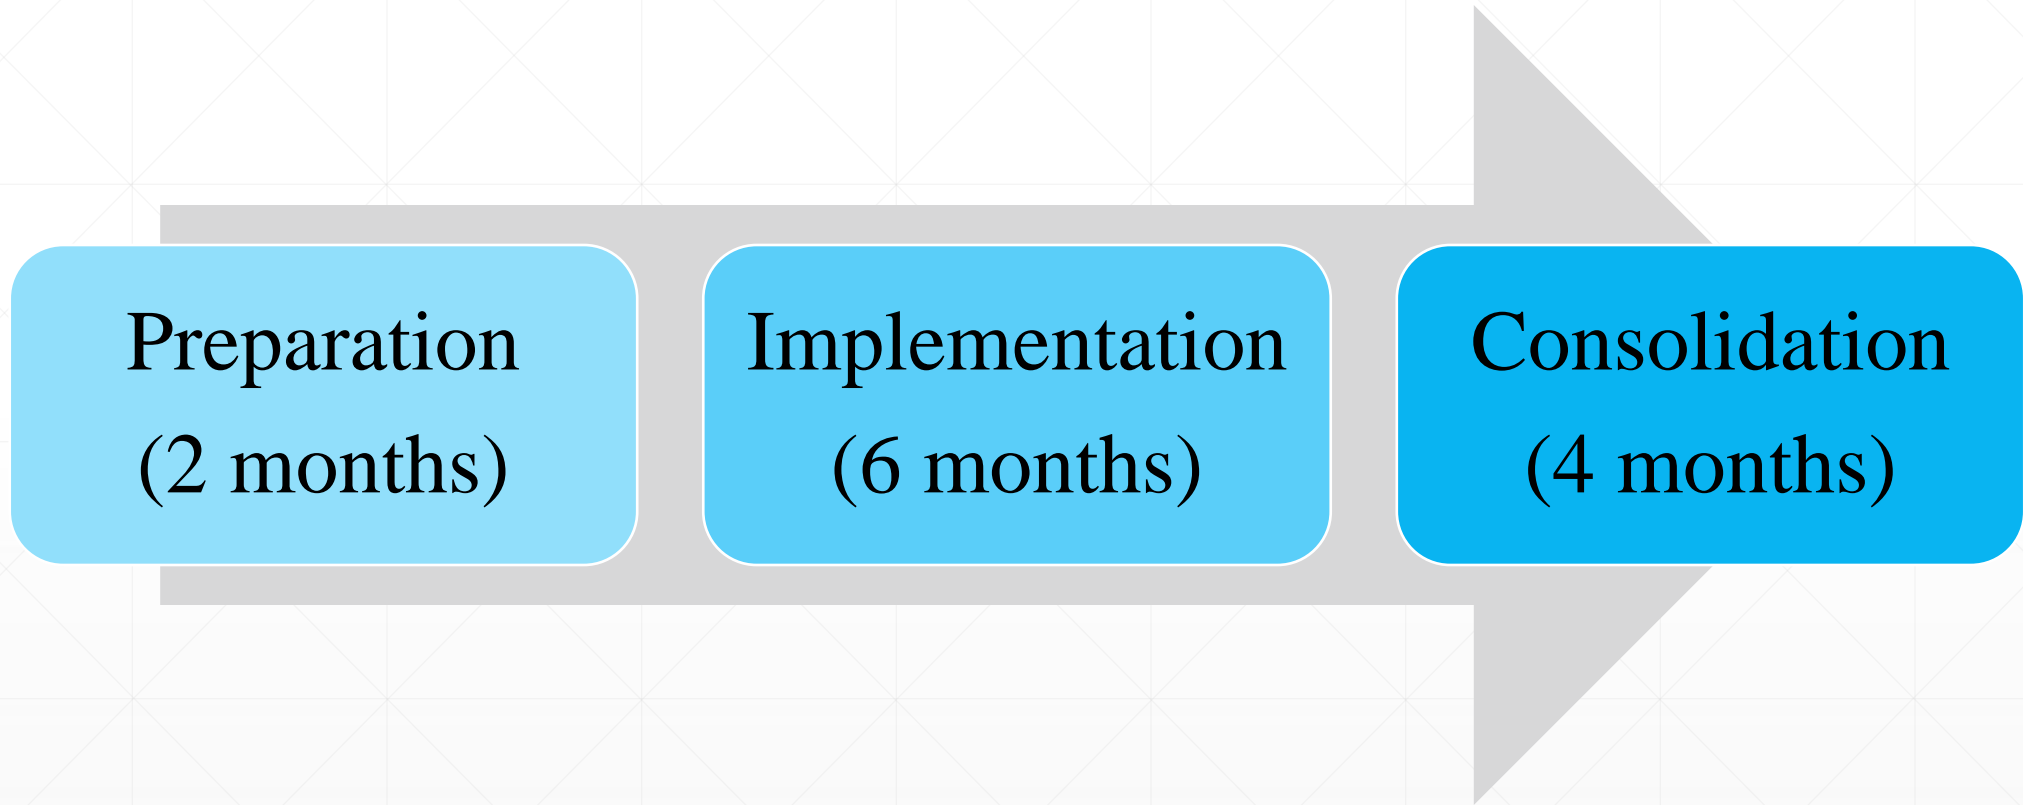 Preparation
(2 months)
Implementation
(6 months)
Consolidation
(4 months)